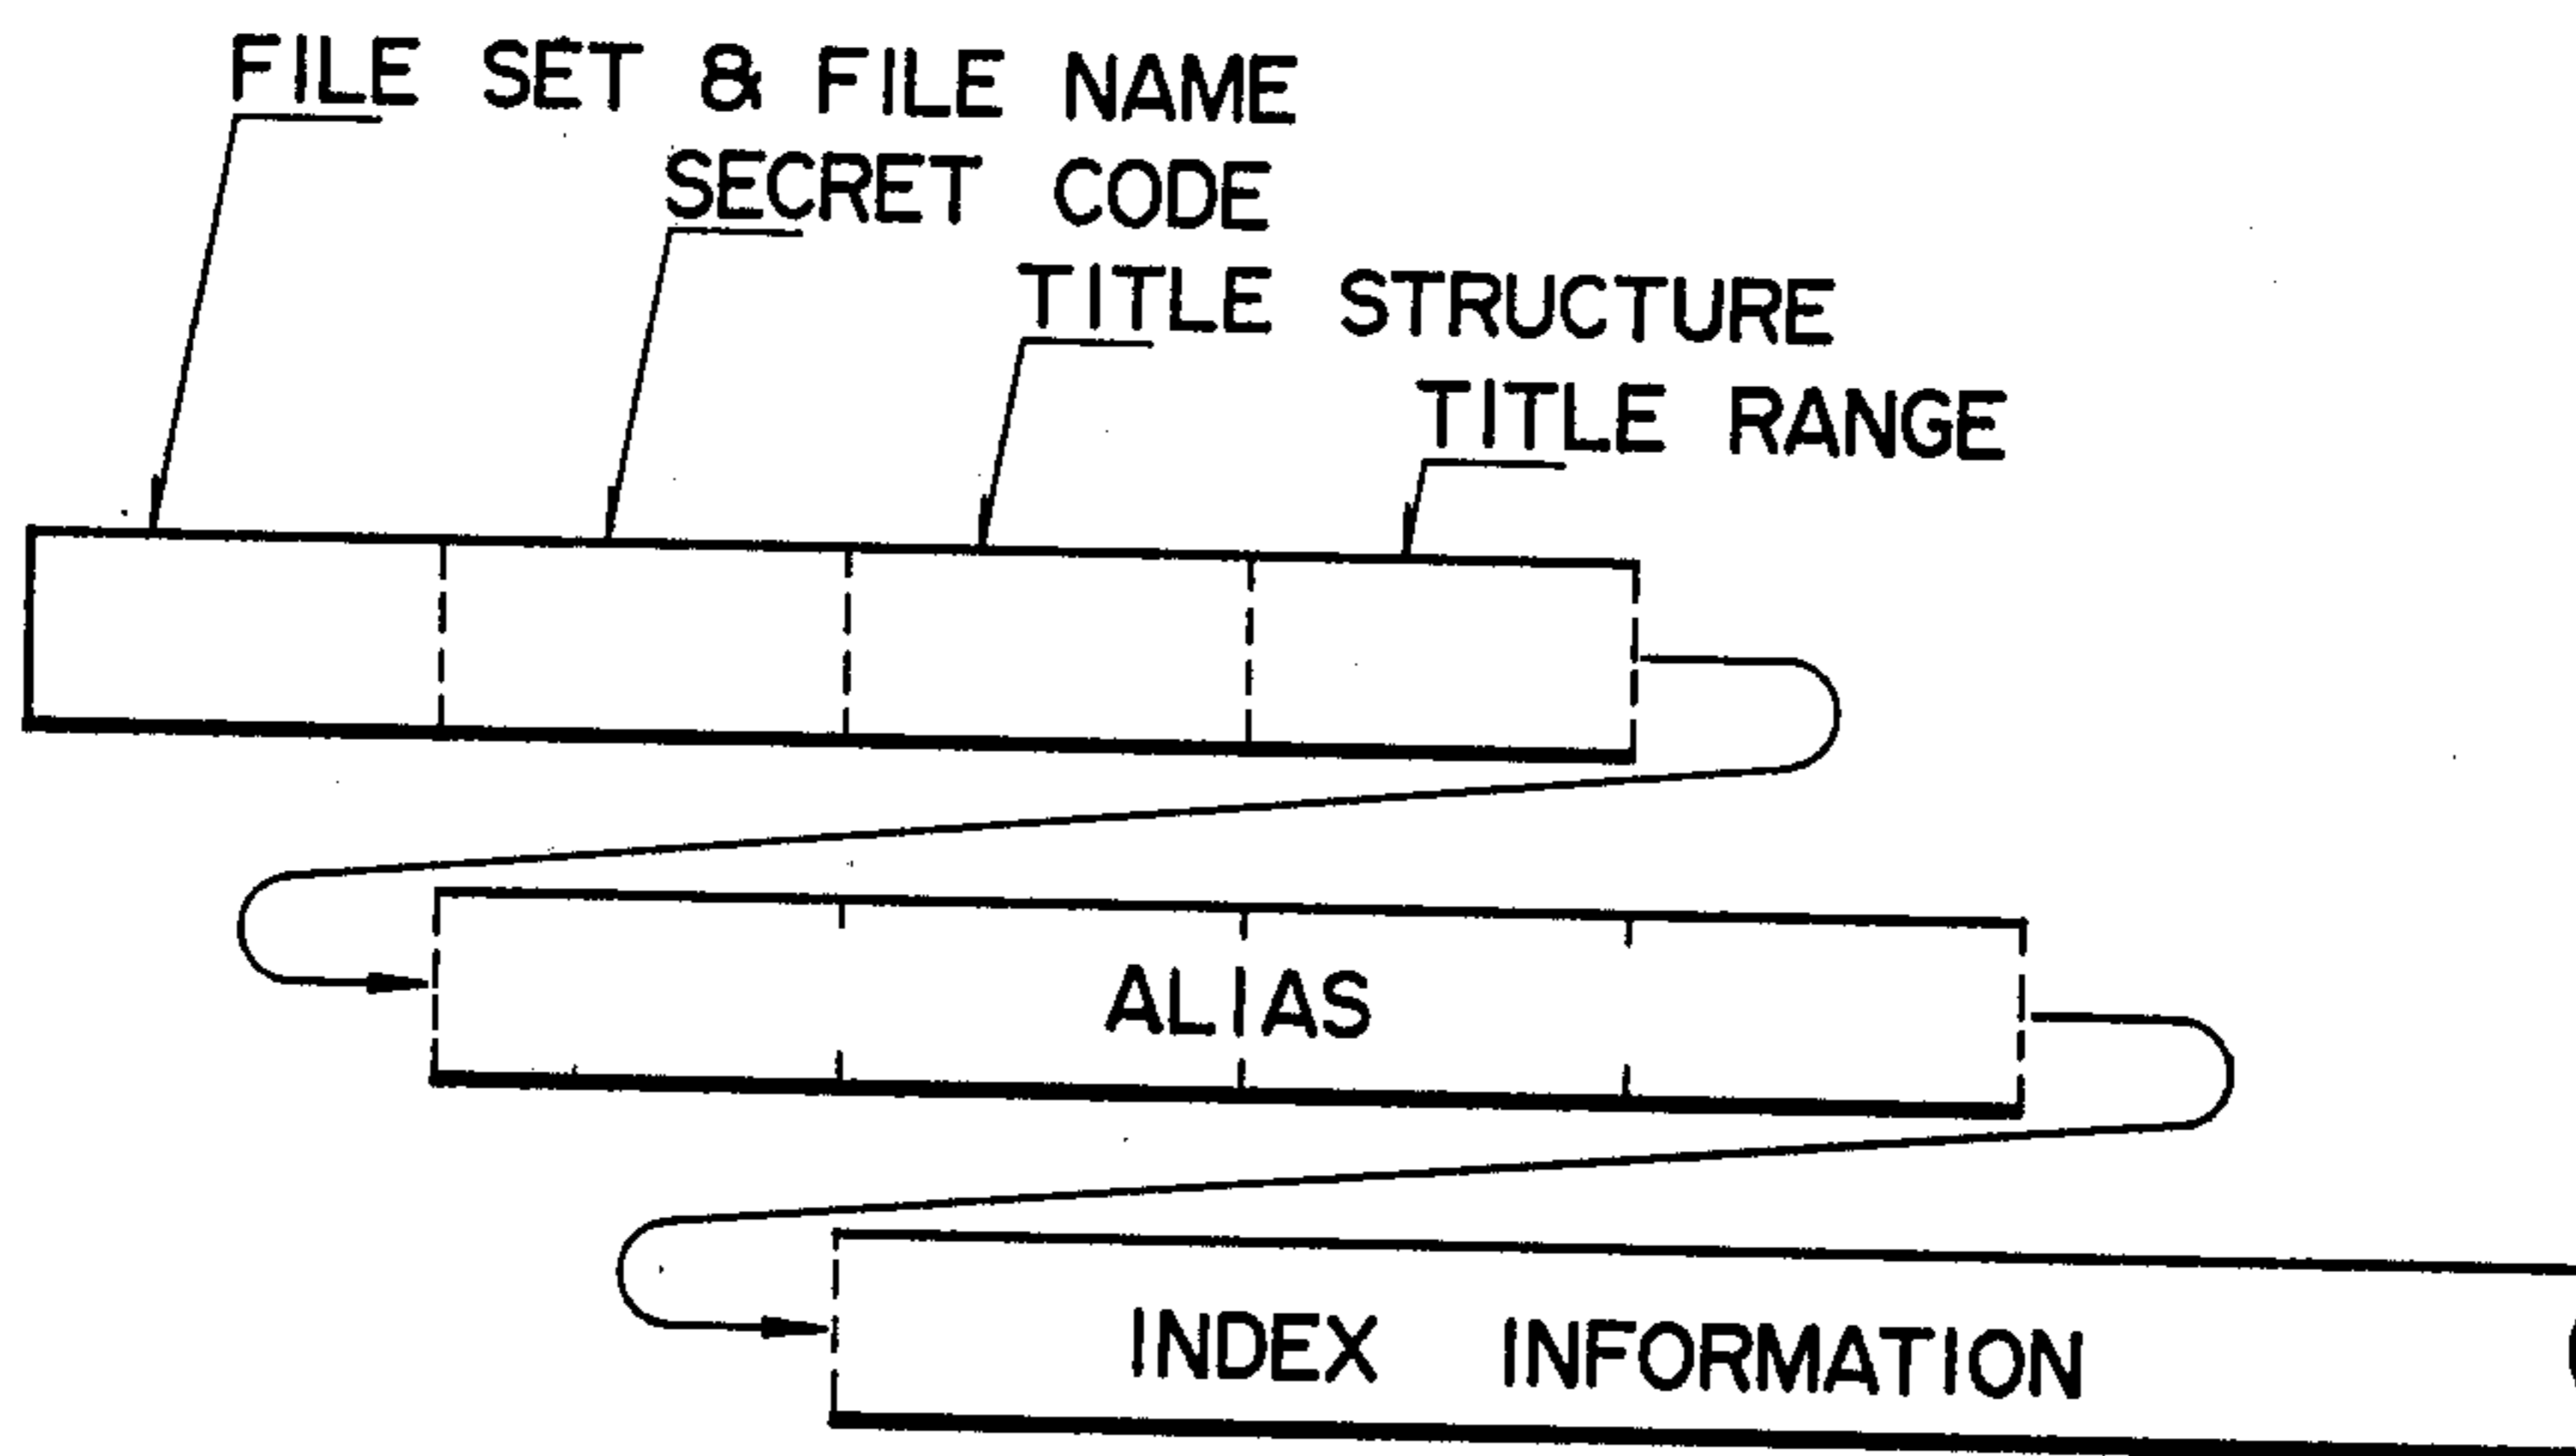 FILE SET & FILE NAME
SECRET CODE
TITLE STRUCTURE
TITLE RANGE
ALIAS
INDEX INFORMATION